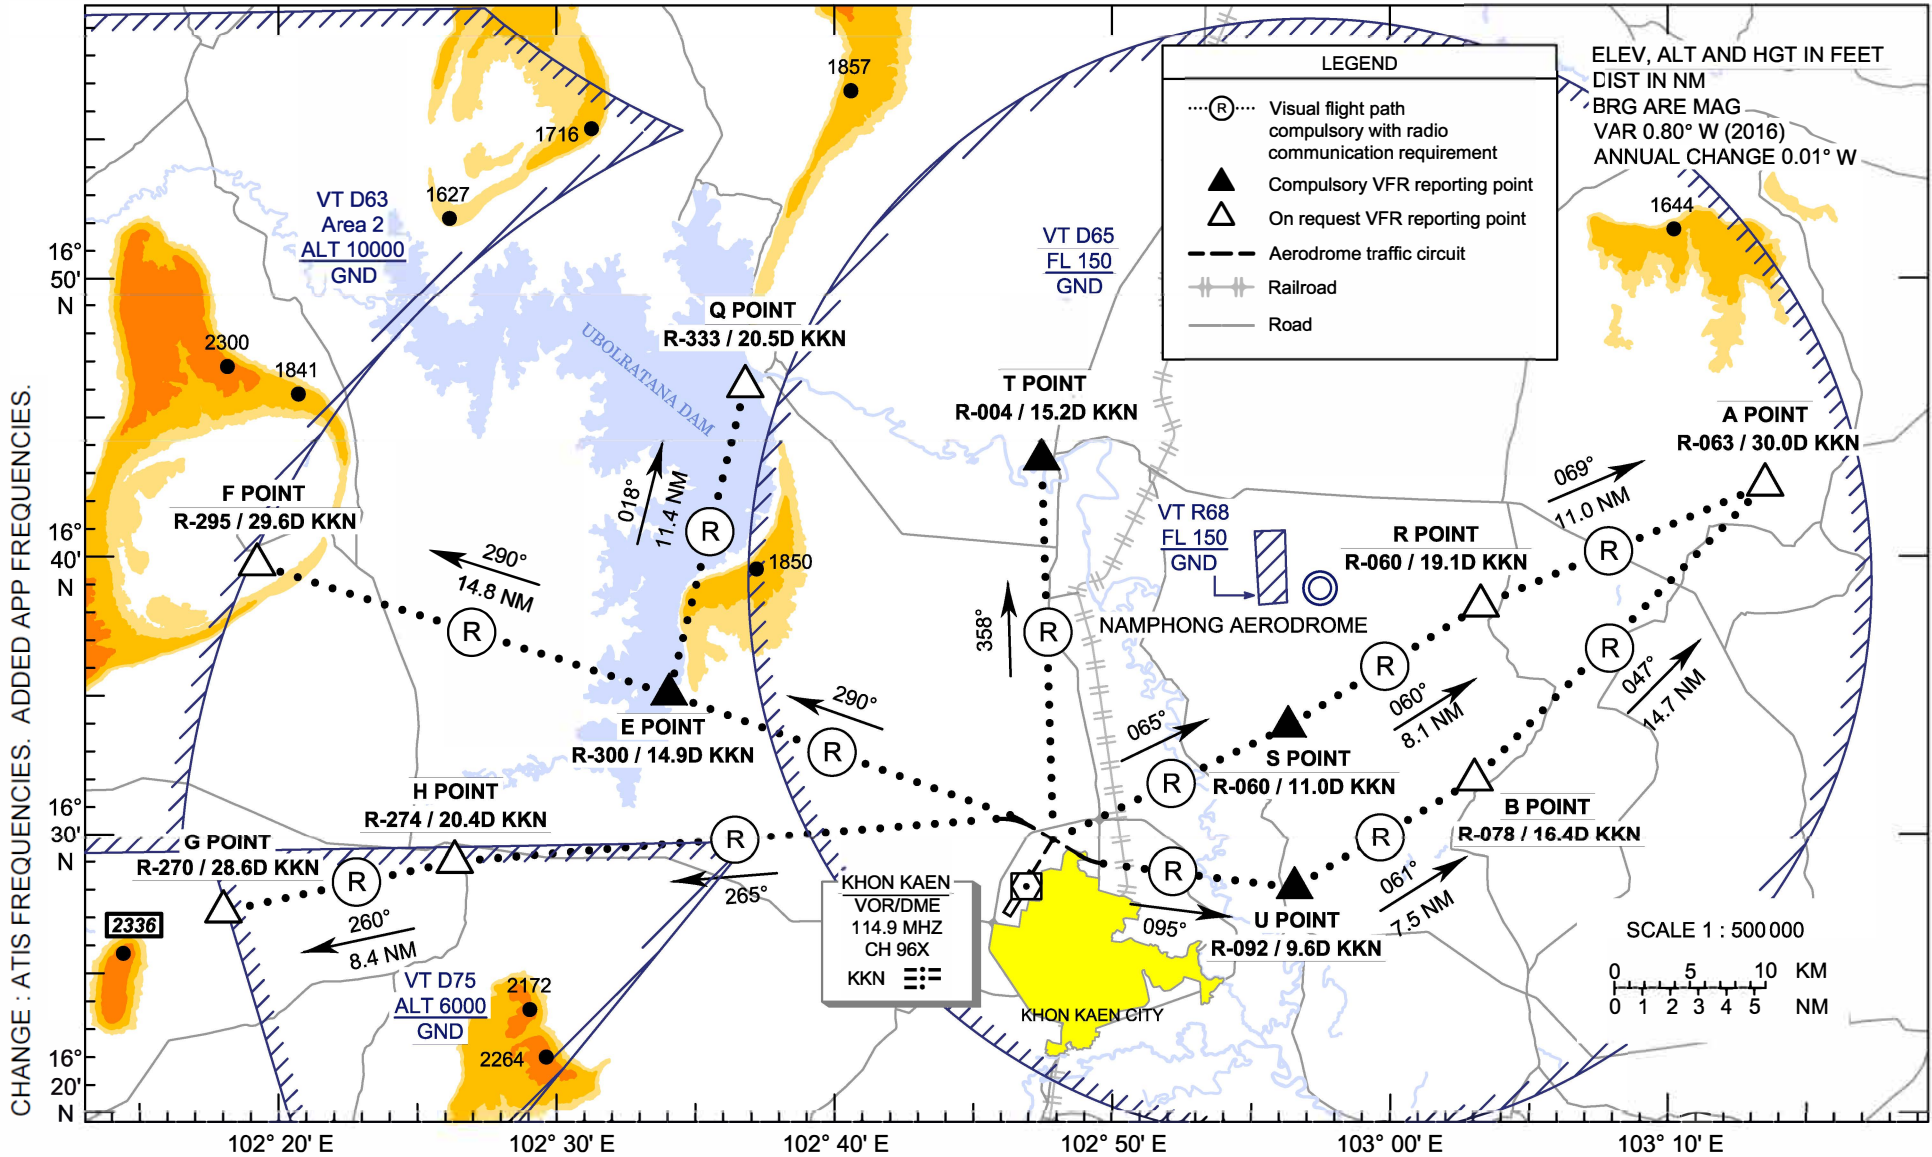 CHANGE : ATIS FREQUENCIES. ADDED APP FREQUENCIES.
ELEV, ALT AND HGT IN FEET
DIST IN NM
BRG ARE MAG
VAR 0.80° W (2016)
ANNUAL CHANGE 0.01° W
LEGEND
R
Visual flight path
compulsory with radio
communication requirement
Compulsory VFR reporting point
On request VFR reporting point
Aerodrome traffic circuit
Railroad
Road
1857
1716
1627
1644
VT D63
Area 2
ALT 10000
GND
VT D65
FL 150
GND
16°
50'
N
2300
1841
Q POINT
R-333 / 20.5D KKN
UBOLRATANA DAM
T POINT
R-004 / 15.2D KKN
A POINT
R-063 / 30.0D KKN
F POINT
R-295 / 29.6D KKN
018°
11.4 NM
R
069°
11.0 NM
R
VT R68
FL 150
GND
NAMPHONG AERODROME
R POINT
R-060 / 19.1D KKN
16°
40'
N
290°
14.8 NM
R
1850
358°
R
R
047°
14.7 NM
R
060°
8.1 NM
E POINT
R-300 / 14.9D KKN
290°
R
065°
R
S POINT
R-060 / 11.0D KKN
B POINT
R-078 / 16.4D KKN
H POINT
R-274 / 20.4D KKN
16°
30'
N
G POINT
R-270 / 28.6D KKN
R
R
265°
260°
8.4 NM
R
R
061°
7.5 NM
095°
U POINT
R-092 / 9.6D KKN
KHON KAEN
VOR/DME
114.9 MHZ
CH 96X
KKN
2336
VT D75
ALT 6000
GND
2172
2264
KHON KAEN CITY
SCALE 1 : 500 000
0 5 10 KM
0 1 2 3 4 5 NM
16°
20'
N
102° 20' E
102° 30' E
102° 40' E
102° 50' E
103° 00' E
103° 10' E